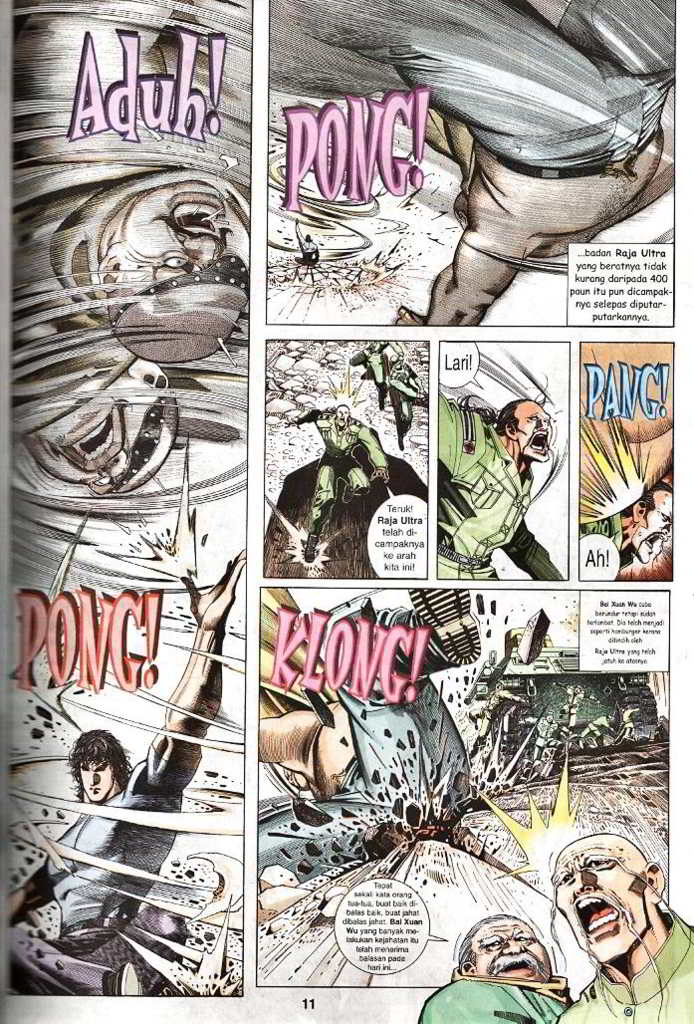 Aduh!
PONG!
...badan Raja Ultra
yang beratnya tidak
kurang daripada 400
paun itu pun dicampak-
nya selepas diputar-
putarkannya.
Teruk!
Raja Ultra
telah di-
campaknya
ke arah
kita ini!
Lari!
PANG!
Ah!
PONG!
KLONG!
Bai Xuan Wu cuba
berundur tetapi sudah
terlambat. Dia telah menjadi
seperti hamburger kerana
ditindih oleh
Raja Ultra yang telah
jatuh ke atasnya.
Tepat
sekali kata orang
tua-tua, buat baik di-
balas baik, buat jahat
dibalas jahat. Bai Xuan
Wu yang banyak me-
lakukan kejahatan itu
telah menerima
balasan pada
hari ini...
11